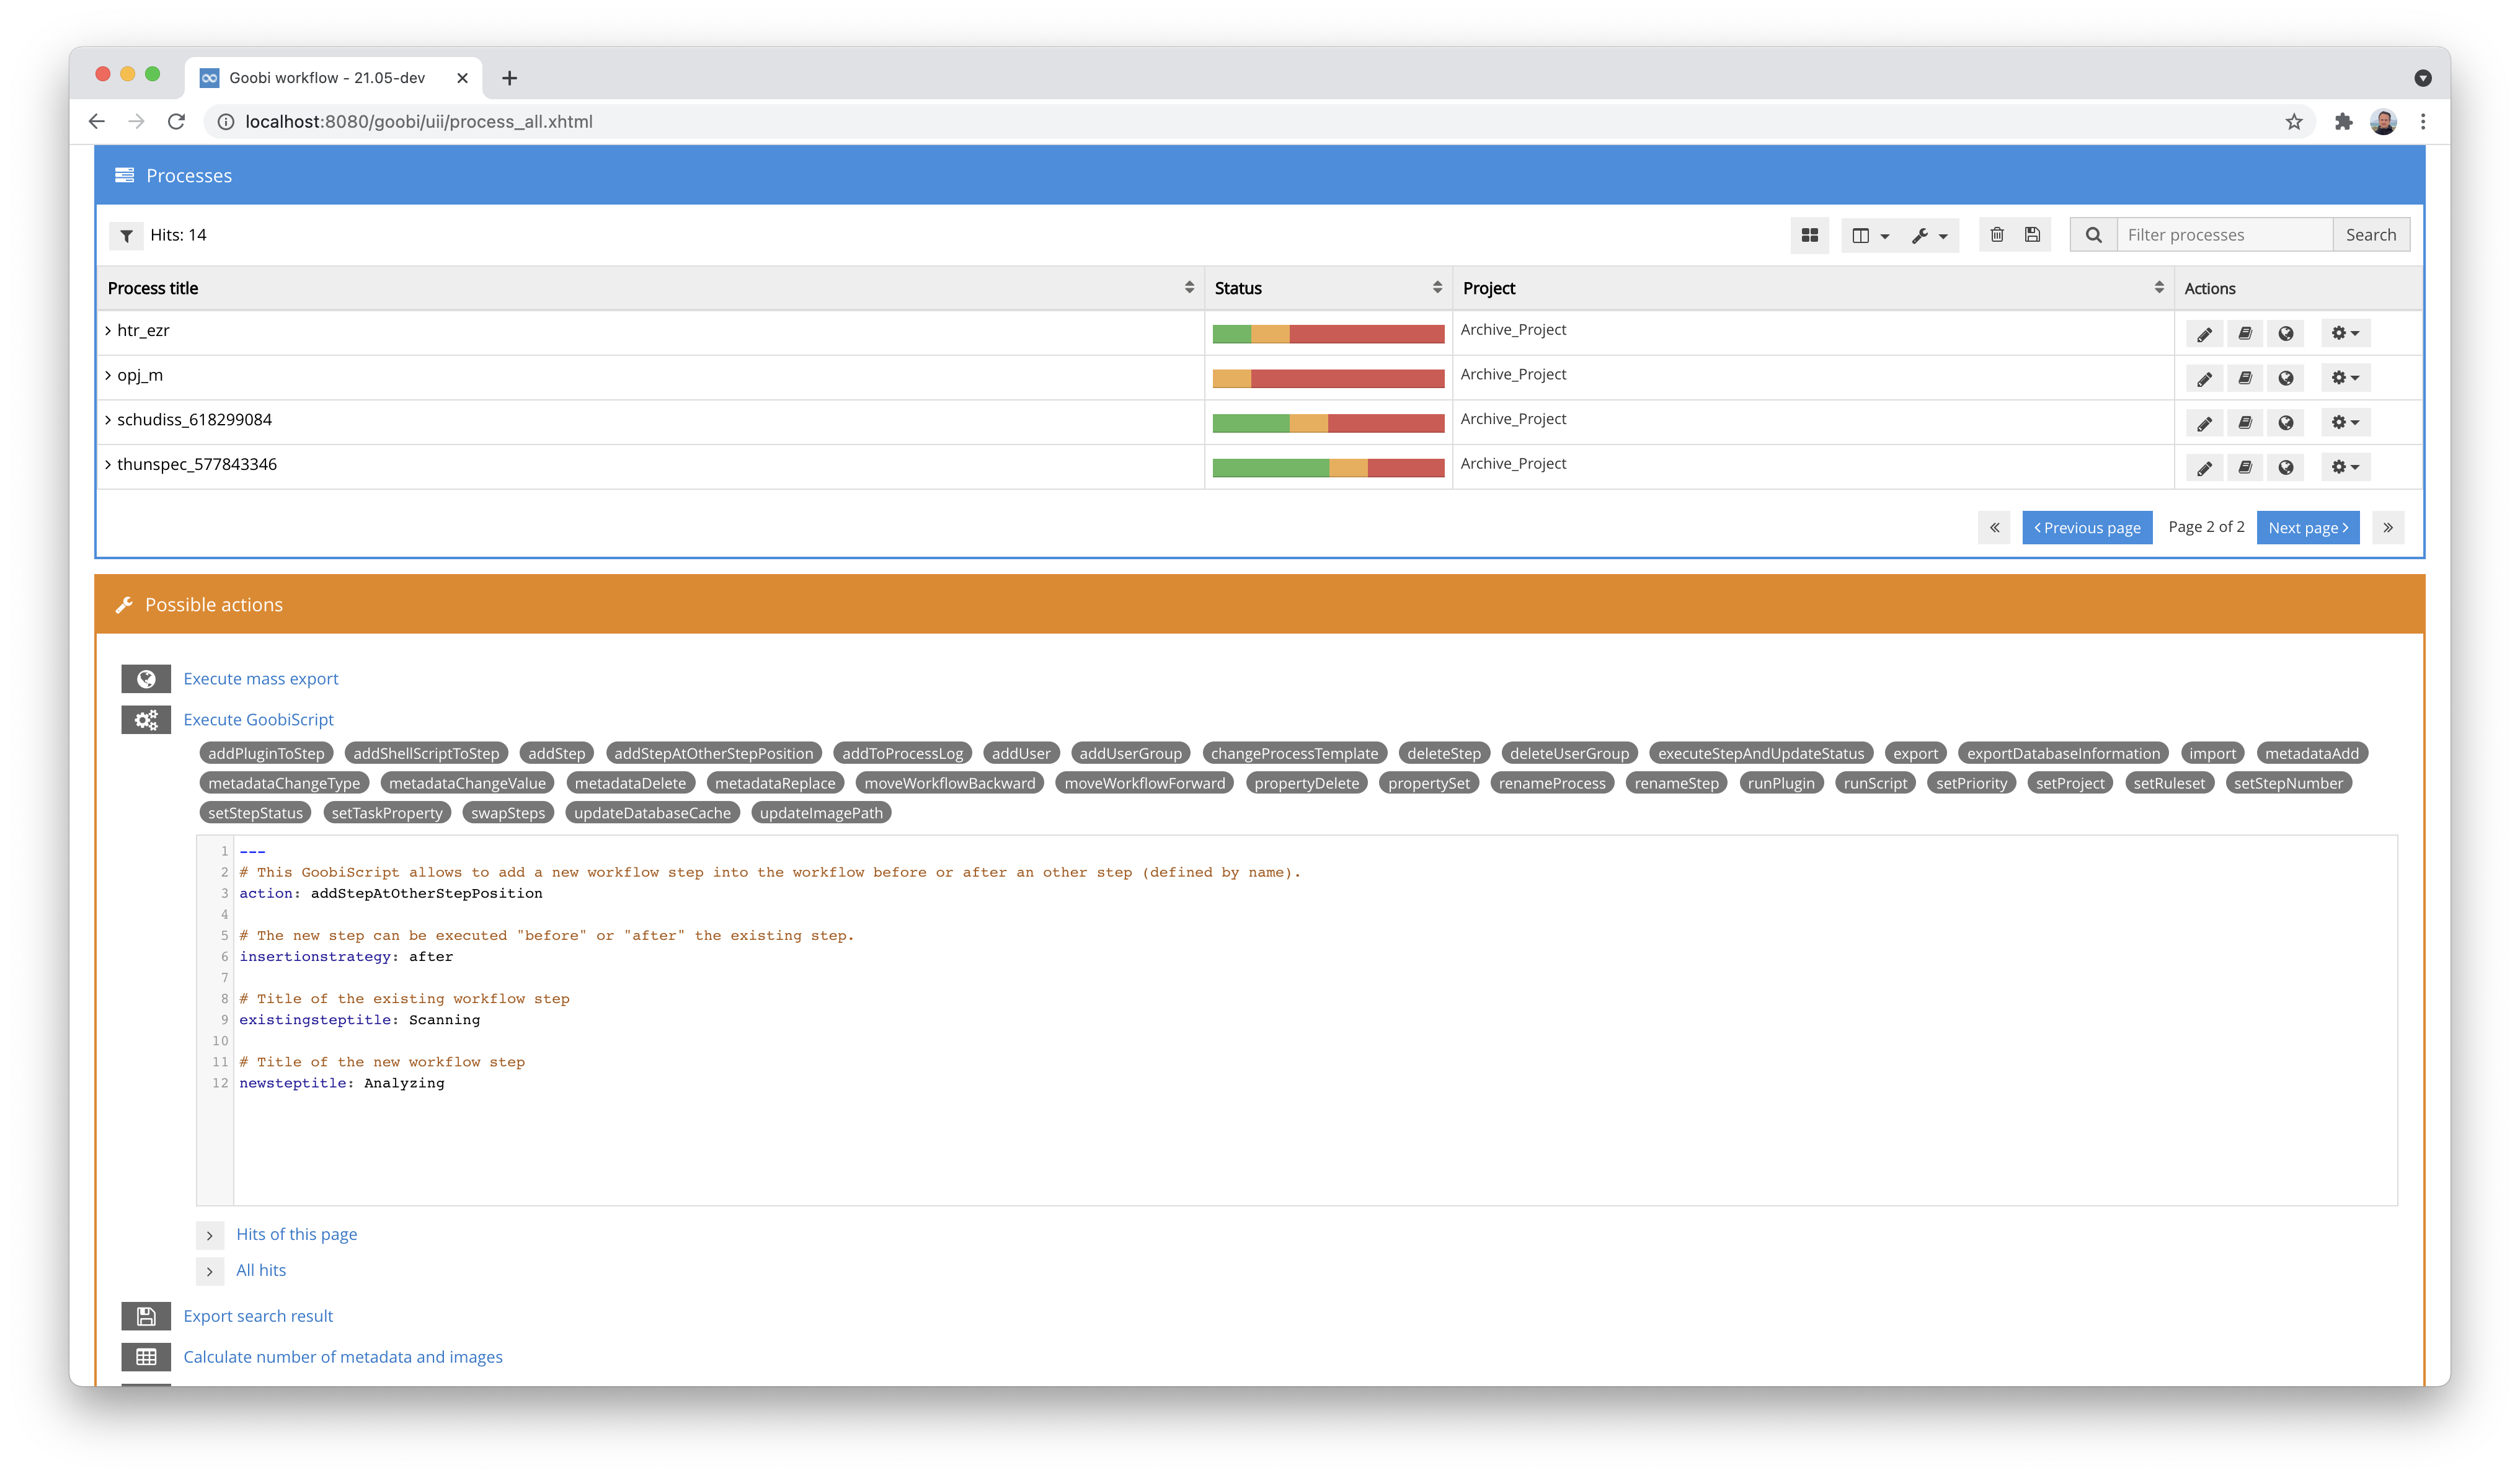 Goobi workflow - 21.05-dev
localhost:8080/goobi/uii/process_all.xhtml
Processes
Hits: 14
Filter processes
Search
Process title
Status
Project
Actions
htr_ezr
Archive_Project
opj_m
Archive_Project
schudiss_618299084
Archive_Project
thunspec_577843346
Archive_Project
«
‹ Previous page
Page 2 of 2
Next page ›
»
Possible actions
Execute mass export
Execute GoobiScript
addPluginToStep addShellScriptToStep addStep addStepAtOtherStepPosition addToProcessLog addUser addUserGroup changeProcessTemplate deleteStep deleteUserGroup executeStepAndUpdateStatus export exportDatabaseInformation import metadataAdd
metadataChangeType metadataChangeValue metadataDelete metadataReplace moveWorkflowBackward moveWorkflowForward propertyDelete propertySet renameProcess renameStep runPlugin runScript setPriority setProject setRuleset setStepNumber
setStepStatus setTaskProperty swapSteps updateDatabaseCache updateImagePath
1 ---
2 # This GoobiScript allows to add a new workflow step into the workflow before or after an other step (defined by name).
3 action: addStepAtOtherStepPosition
4
5 # The new step can be executed "before" or "after" the existing step.
6 insertionstrategy: after
7
8 # Title of the existing workflow step
9 existingsteptitle: Scanning
10
11 # Title of the new workflow step
12 newsteptitle: Analyzing
Hits of this page
All hits
Export search result
Calculate number of metadata and images